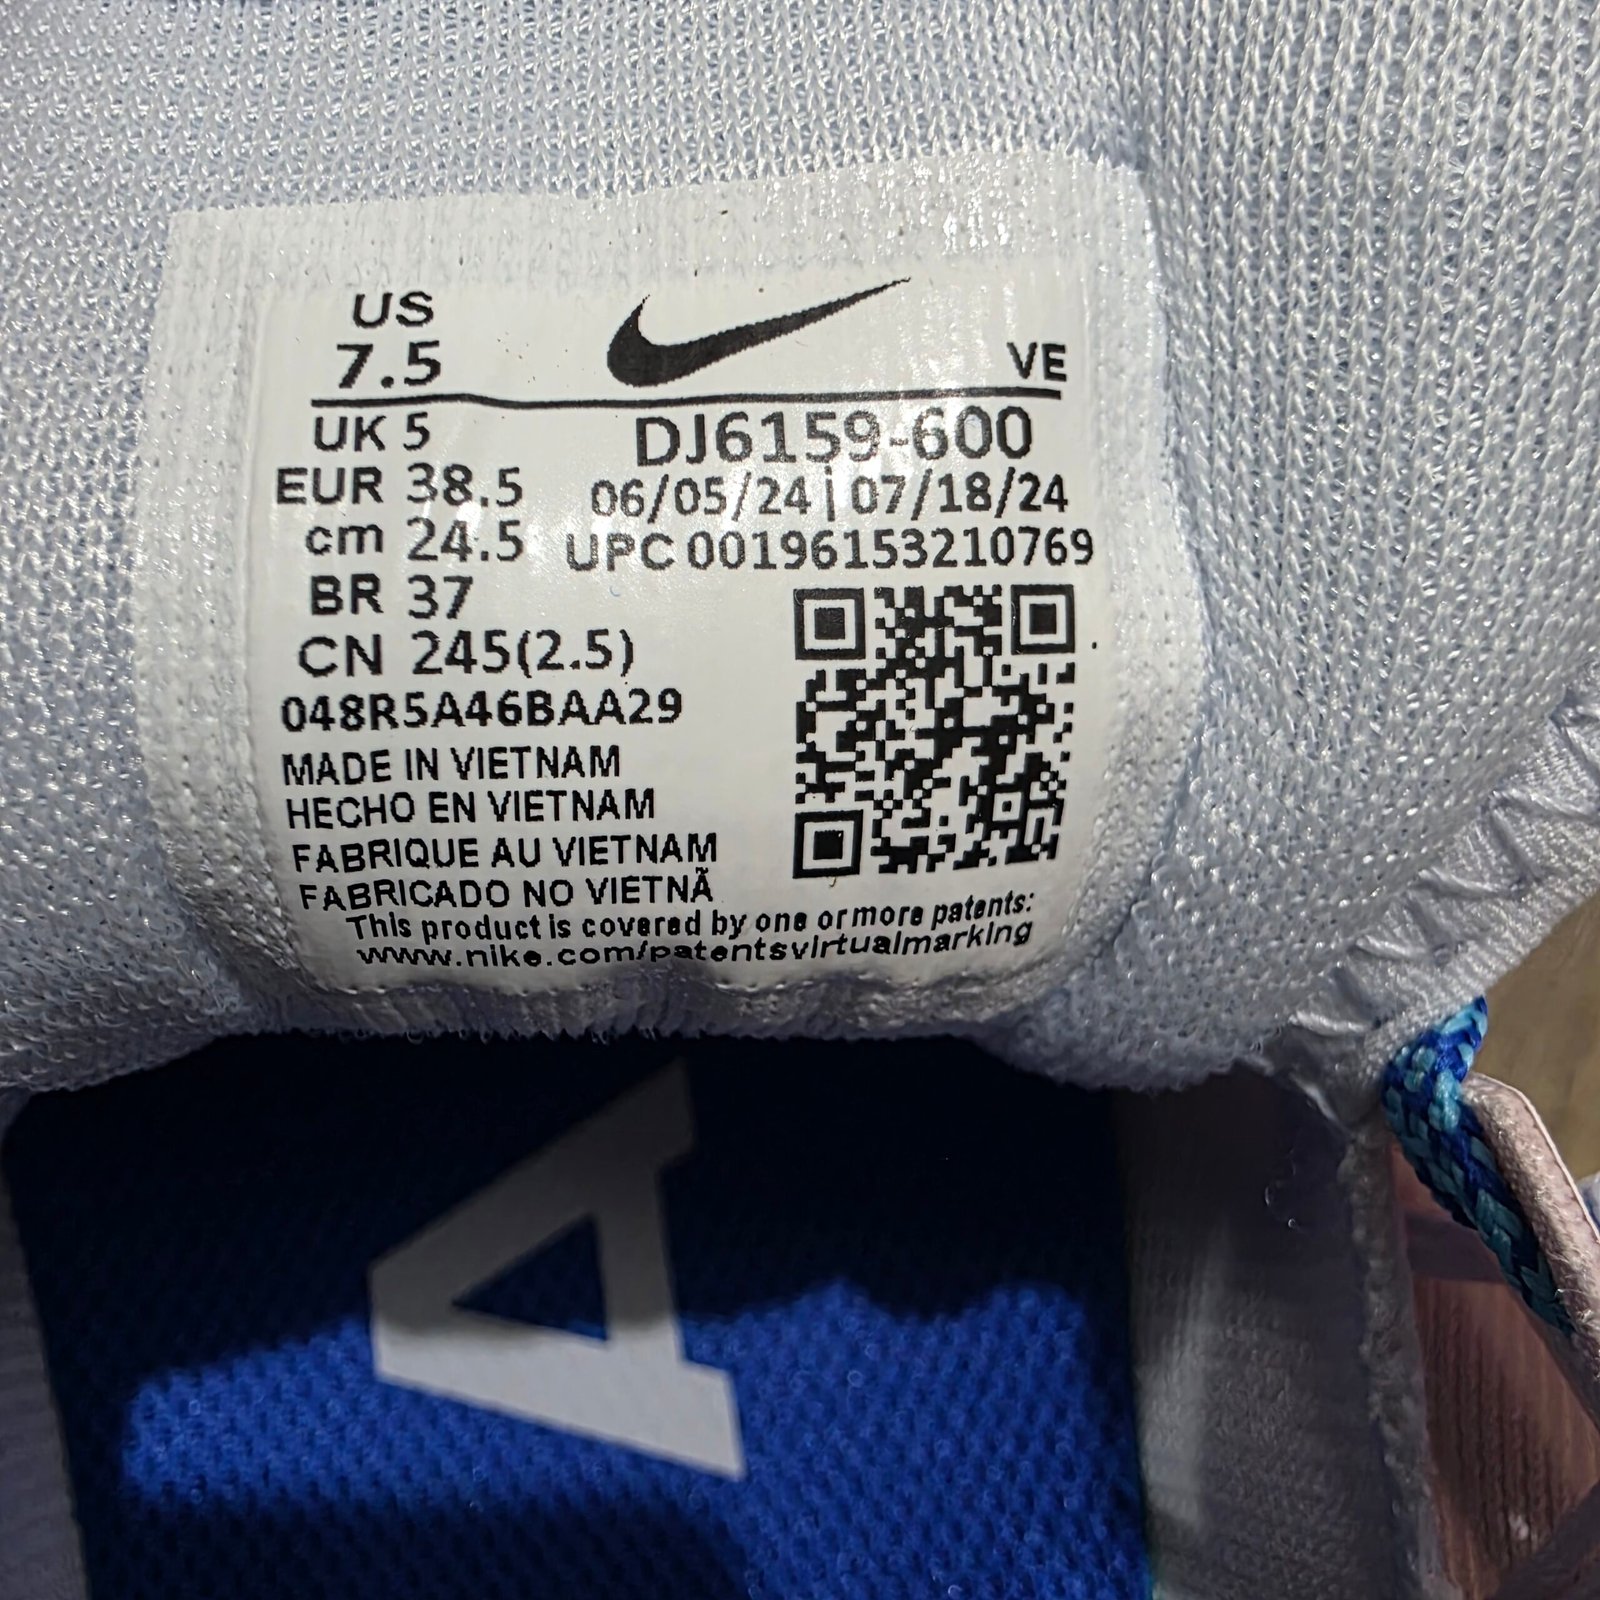 US
7.5
VE
UK 5
DJ6159-600
EUR 38.5
06/05/24 | 07/18/24
cm 24.5
UPC 00196153210769
BR 37
CN 245(2.5)
048R5A46BAA29
MADE IN VIETNAM
HECHO EN VIETNAM
FABRIQUE AU VIETNAM
FABRICADO NO VIETNÃ
This product is covered by one or more patents:
www.nike.com/patentsvirtualmarking
A